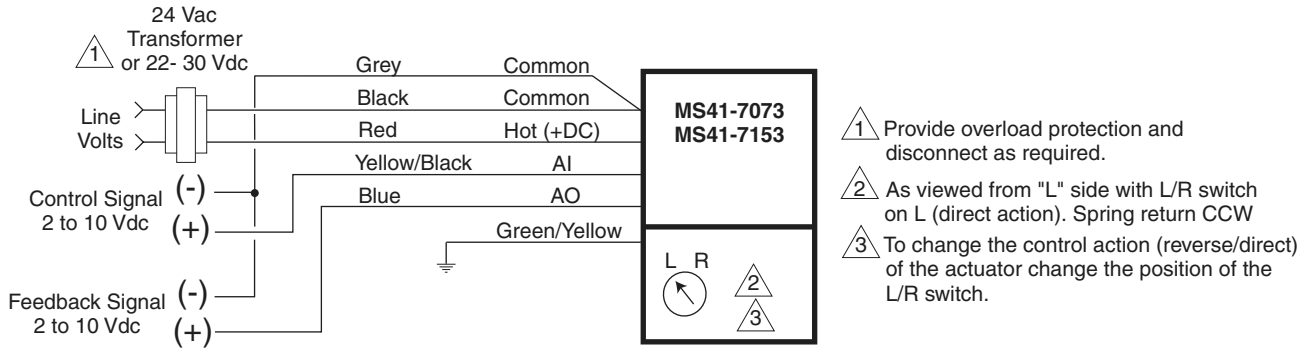 24 Vac
Transformer
or 22- 30 Vdc
1
Line
Volts
Grey Common
Black Common
Red Hot (+DC)
Yellow/Black AI
Blue AO
Green/Yellow
Control Signal (-)
2 to 10 Vdc (+)
Feedback Signal (-)
2 to 10 Vdc (+)
MS41-7073
MS41-7153
L R
2
3
1 Provide overload protection and
disconnect as required.
2 As viewed from "L" side with L/R switch
on L (direct action). Spring return CCW
3 To change the control action (reverse/direct)
of the actuator change the position of the
L/R switch.